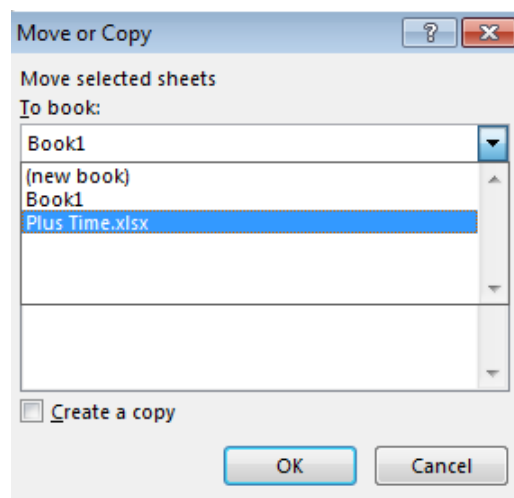 Move or Copy
Move selected sheets
To book:
Book1
(new book)
Book1
Plus Time.xlsx
Create a copy
OK Cancel